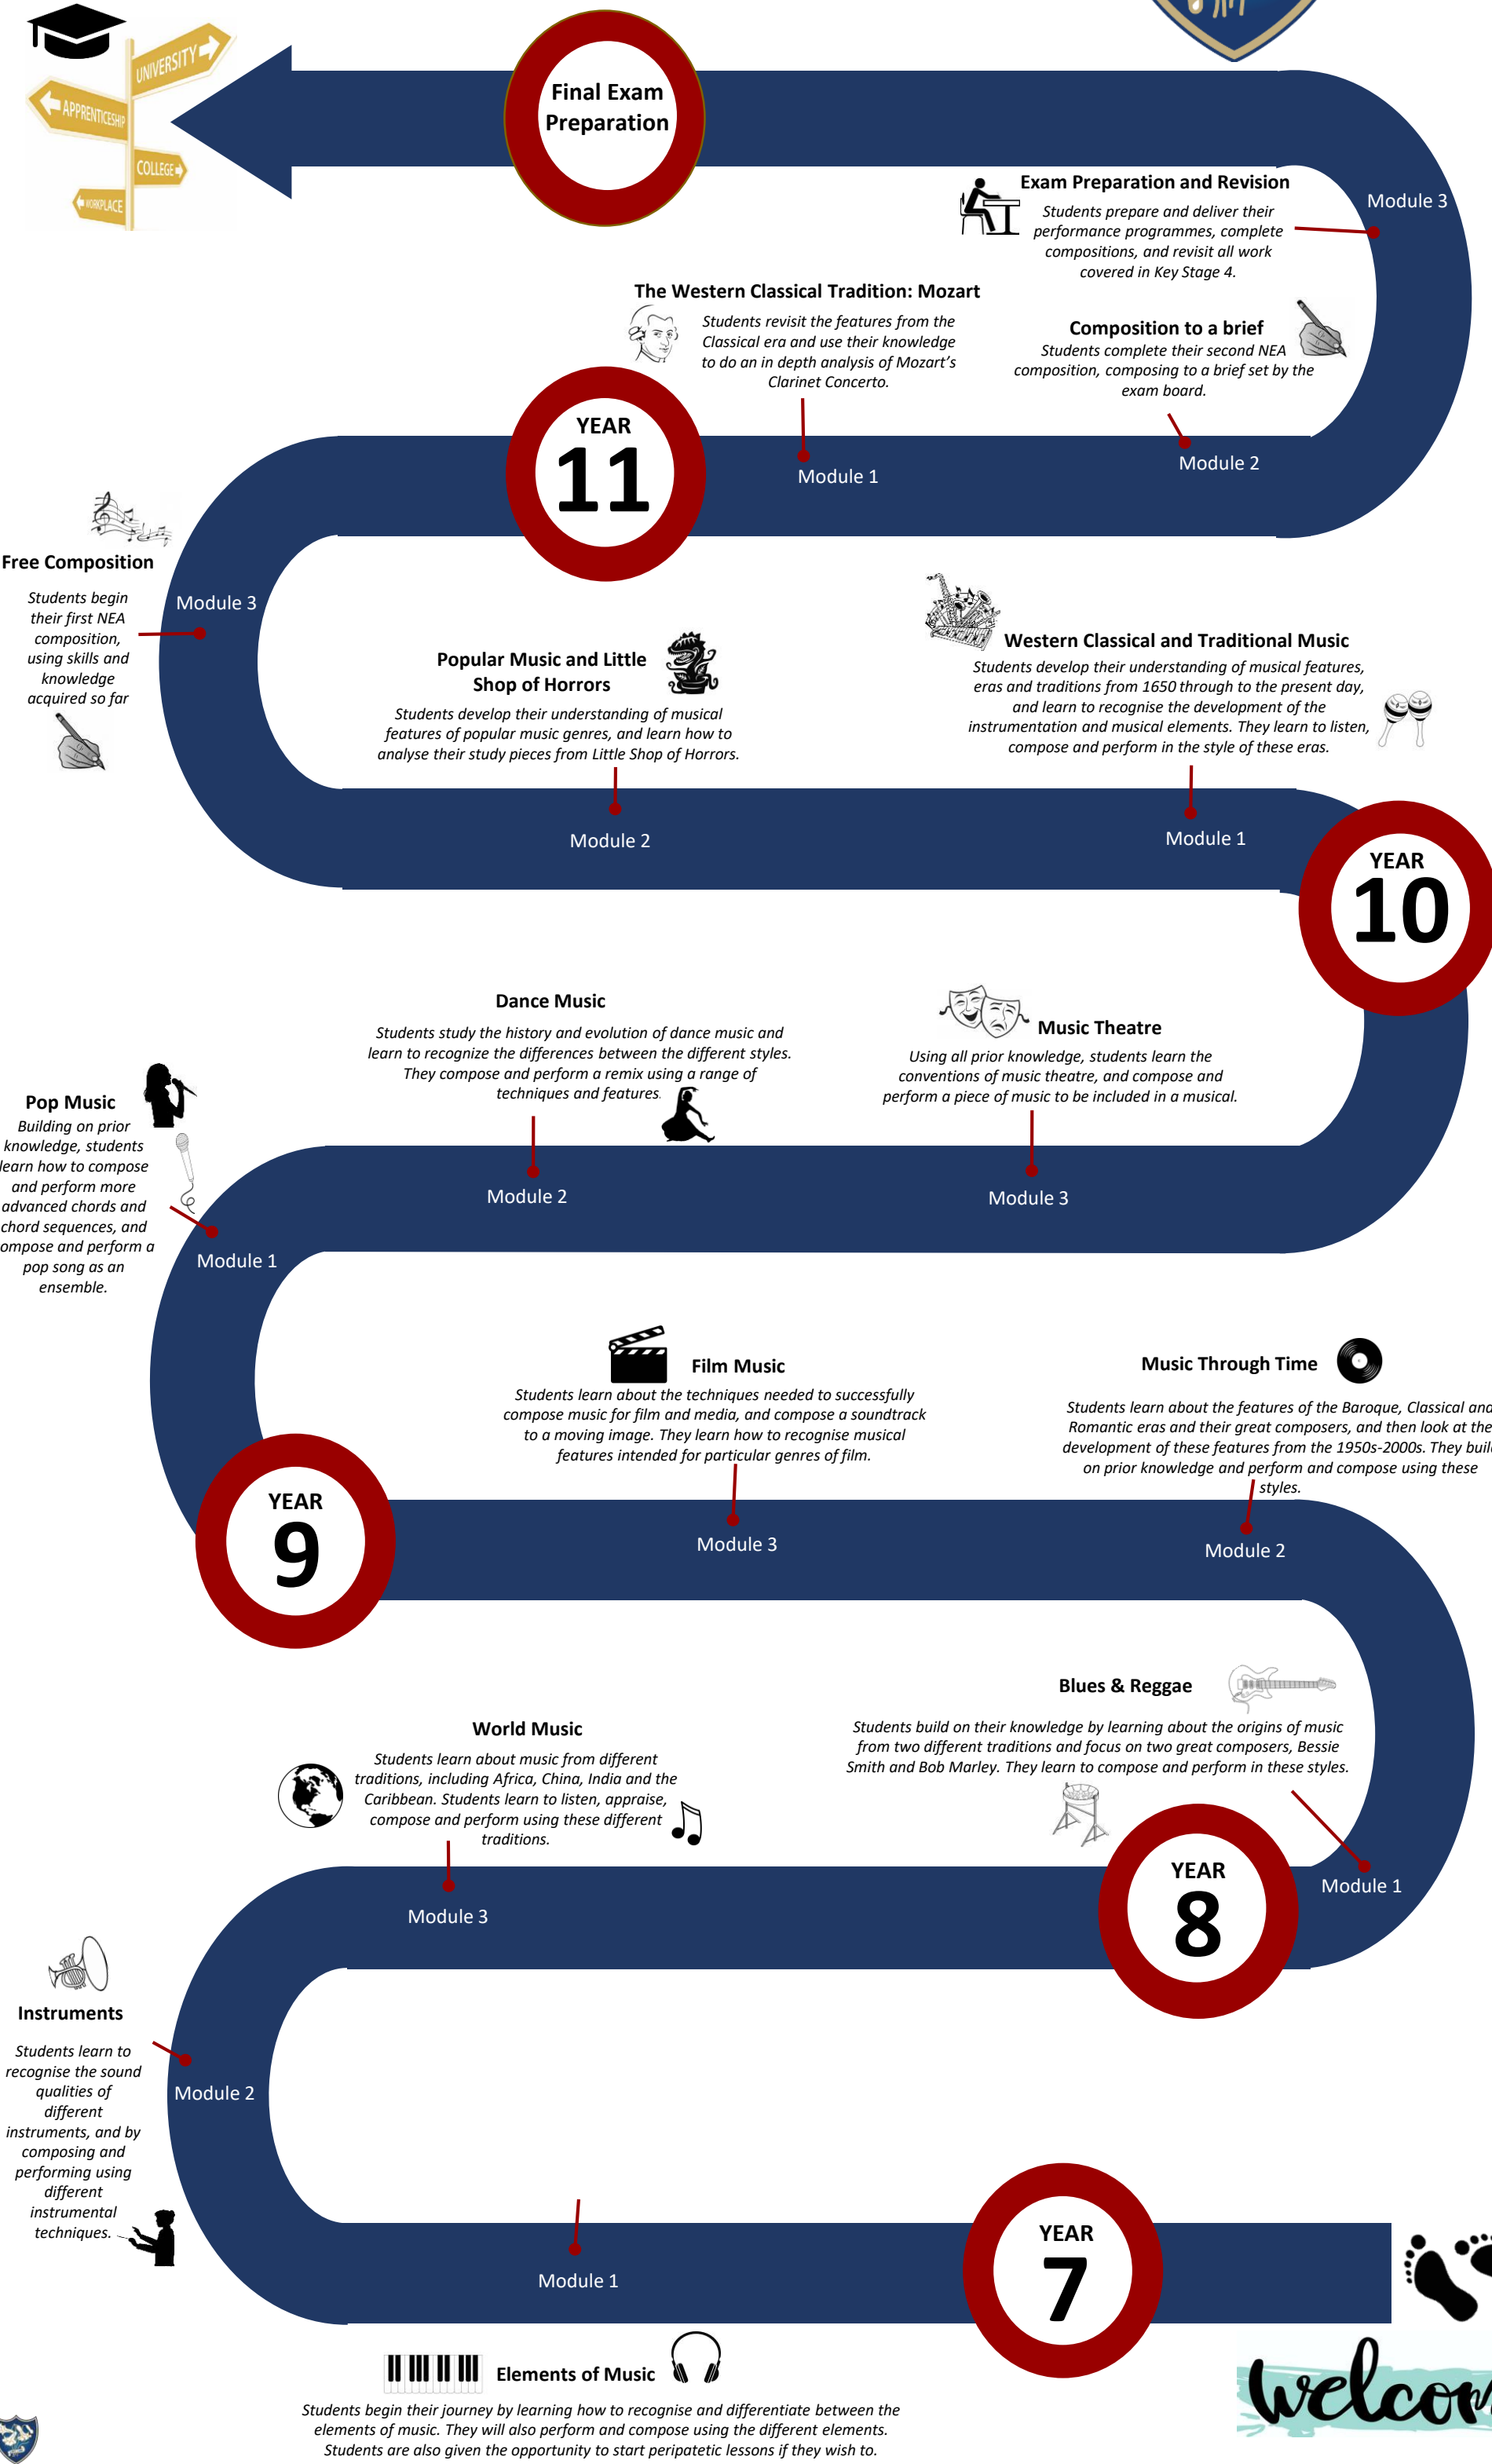 UNIVERSITY
APPRENTICESHIP
COLLEGE
WORKPLACE
Final Exam
Preparation
Module 3
Exam Preparation and Revision
Students prepare and deliver their
performance programmes, complete
compositions, and revisit all work
covered in Key Stage 4.
The Western Classical Tradition: Mozart
Students revisit the features from the
Classical era and use their knowledge
to do an in depth analysis of Mozart's
Clarinet Concerto.
Composition to a brief
Students complete their second NEA
composition, composing to a brief set by the
exam board.
YEAR
11
Module 1
Module 2
Free Composition
Students begin
their first NEA
composition,
using skills and
knowledge
acquired so far
Module 3
Popular Music and Little
Shop of Horrors
Students develop their understanding of musical
features of popular music genres, and learn how to
analyse their study pieces from Little Shop of Horrors.
Western Classical and Traditional Music
Students develop their understanding of musical features,
eras and traditions from 1650 through to the present day,
and learn to recognise the development of the
instrumentation and musical elements. They learn to listen,
compose and perform in the style of these eras.
Module 2
Module 1
YEAR
10
Dance Music
Students study the history and evolution of dance music and
learn to recognize the differences between the different styles.
They compose and perform a remix using a range of
techniques and features.
Music Theatre
Using all prior knowledge, students learn the
conventions of music theatre, and compose and
perform a piece of music to be included in a musical.
Pop Music
Building on prior
knowledge, students
learn how to compose
and perform more
advanced chords and
chord sequences, and
compose and perform a
pop song as an
ensemble.
Module 1
Module 2
Module 3
Film Music
Students learn about the techniques needed to successfully
compose music for film and media, and compose a soundtrack
to a moving image. They learn how to recognise musical
features intended for particular genres of film.
Music Through Time
Students learn about the features of the Baroque, Classical and
Romantic eras and their great composers, and then look at the
development of these features from the 1950s-2000s. They build
on prior knowledge and perform and compose using these
styles.
YEAR
9
Module 3
Module 2
Blues & Reggae
Students build on their knowledge by learning about the origins of music
from two different traditions and focus on two great composers, Bessie
Smith and Bob Marley. They learn to compose and perform in these styles.
World Music
Students learn about music from different
traditions, including Africa, China, India and the
Caribbean. Students learn to listen, appraise,
compose and perform using these different
traditions.
YEAR
8
Module 1
Module 3
Instruments
Students learn to
recognise the sound
qualities of
different
instruments, and by
composing and
performing using
different
instrumental
techniques.
Module 2
Module 1
YEAR
7
Elements of Music
Students begin their journey by learning how to recognise and differentiate between the
elements of music. They will also perform and compose using the different elements.
Students are also given the opportunity to start peripatetic lessons if they wish to.
welcom